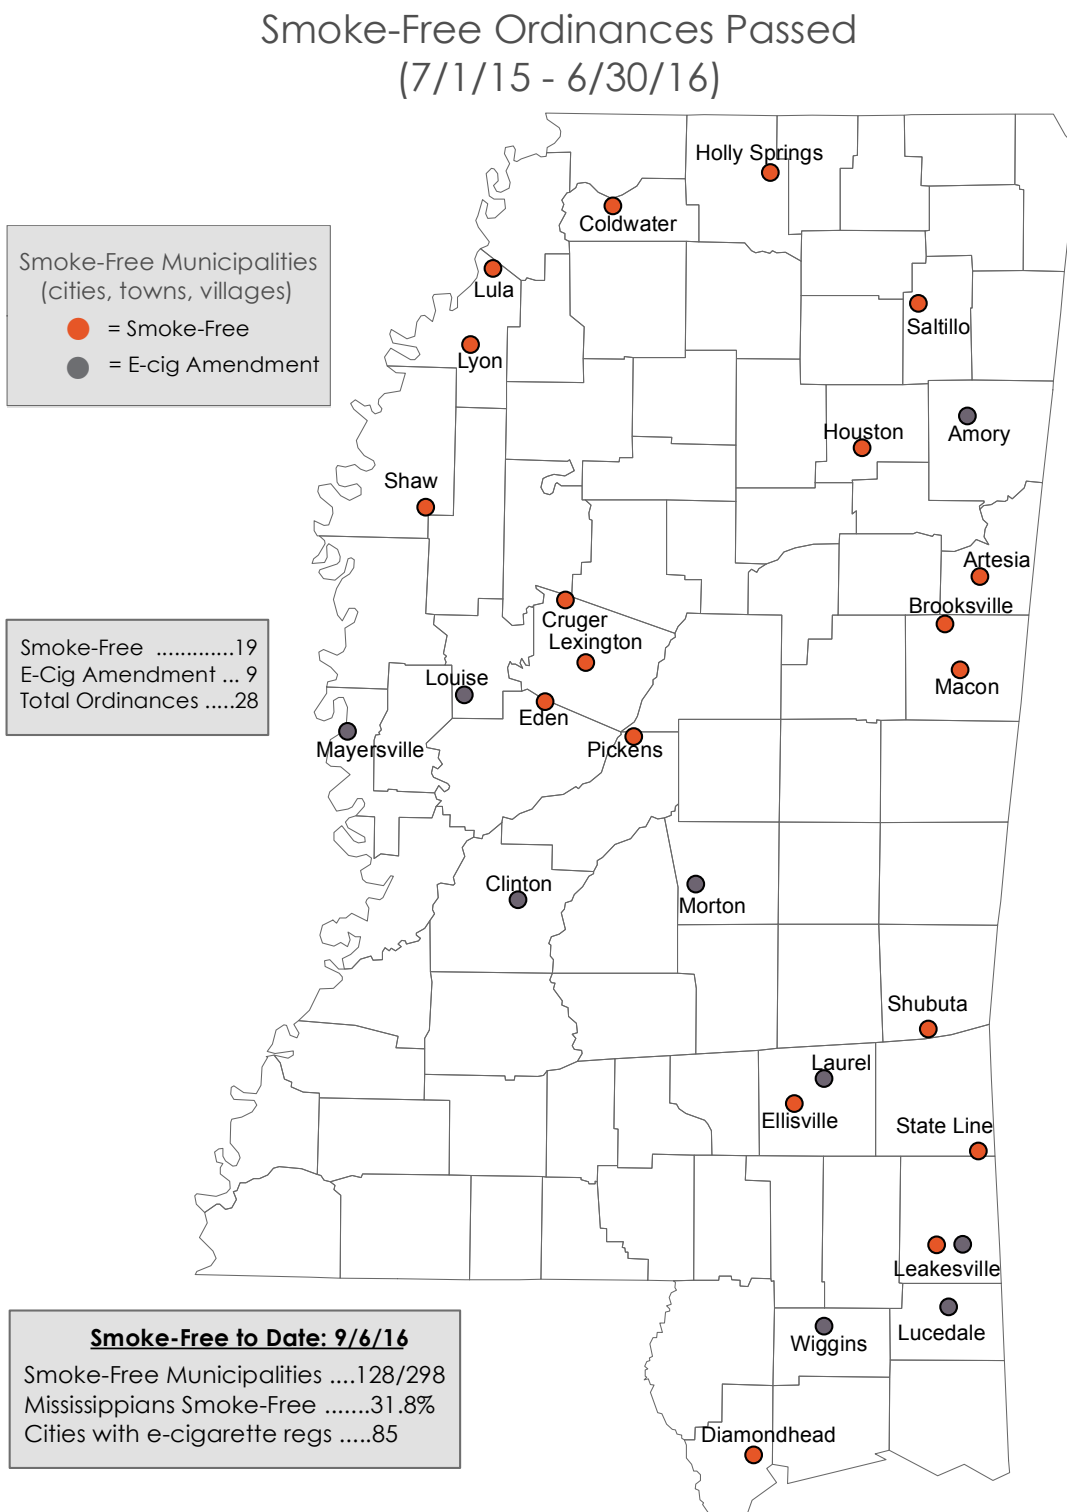 Smoke-Free Ordinances Passed
(7/1/15 - 6/30/16)
Holly Springs
Coldwater
Smoke-Free Municipalities
(cities, towns, villages)
= Smoke-Free
= E-cig Amendment
Lula
Saltillo
Lyon
Houston
Amory
Shaw
Artesia
Brooksville
Cruger
Lexington
Smoke-Free .............19
E-Cig Amendment ... 9
Total Ordinances .....28
Louise
Macon
Eden
Mayersville
Pickens
Clinton
Morton
Shubuta
Laurel
Ellisville
State Line
Leakesville
Lucedale
Wiggins
Smoke-Free to Date: 9/6/16
Smoke-Free Municipalities ....128/298
Mississippians Smoke-Free .......31.8%
Cities with e-cigarette regs .....85
Diamondhead